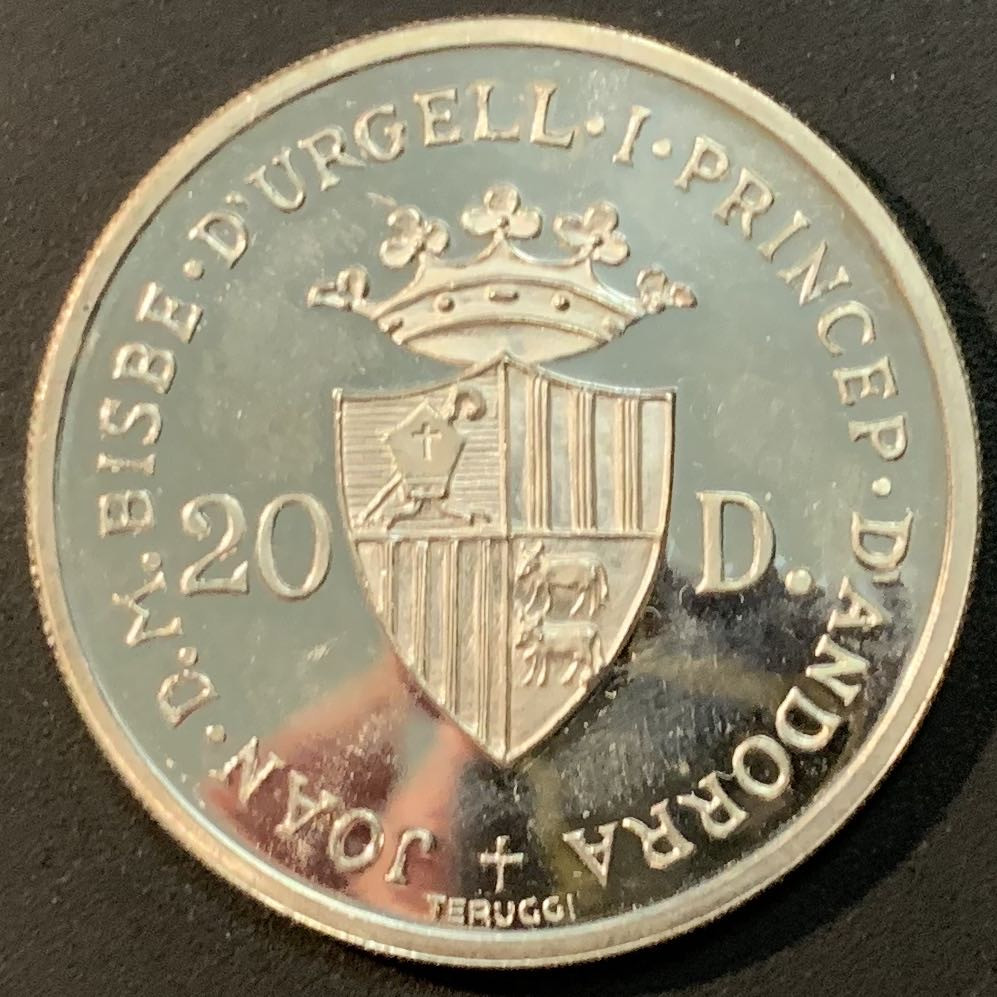 JOAN·D.M.BISBE·D'URGELL·I·PRINCEP·D'ANDORRA
20 D.
TERUGGI